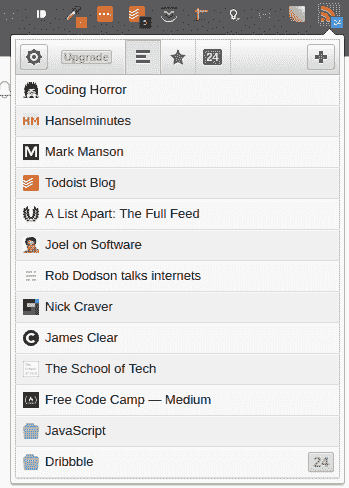 24
Upgrade
24
Coding Horror
HM Hanselminutes
M Mark Manson
Todoist Blog
A List Apart: The Full Feed
Joel on Software
Rob Dodson talks internets
Nick Craver
C James Clear
The School of Tech
Free Code Camp — Medium
JavaScript
Dribbble
24